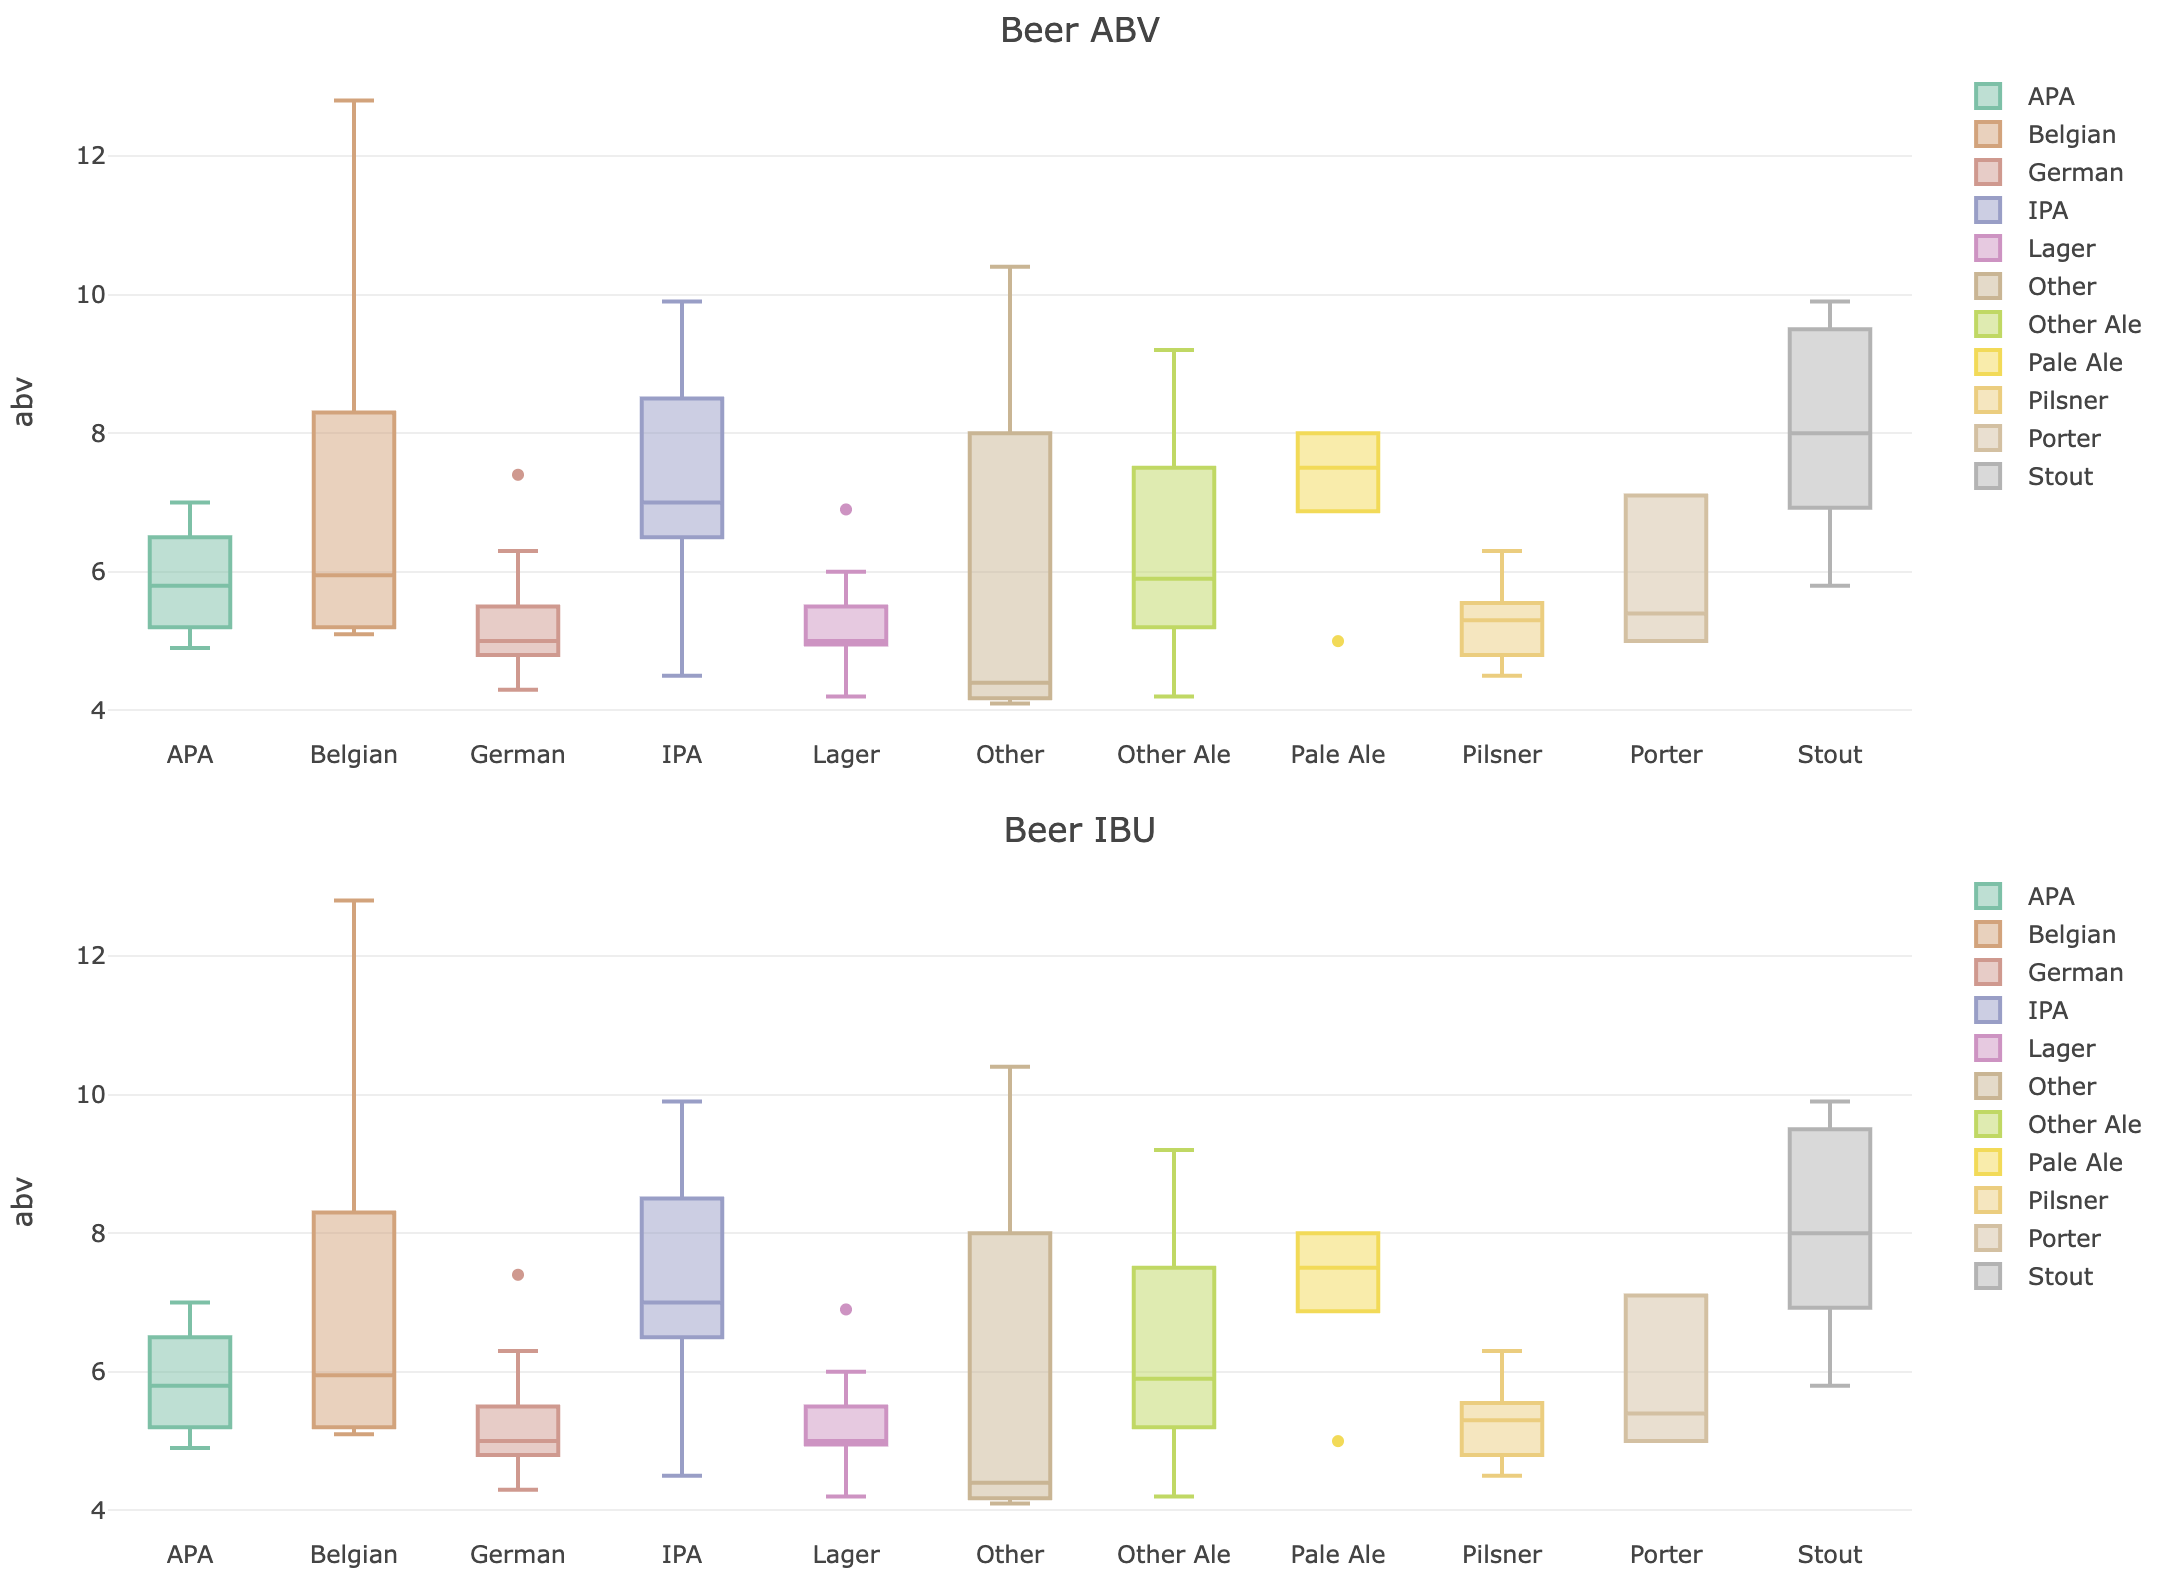 Beer ABV
12
10
8
6
4
abv
APA
Belgian
German
IPA
Lager
Other
Other Ale
Pale Ale
Pilsner
Porter
Stout
APA Belgian German IPA Lager Other Other Ale Pale Ale Pilsner Porter Stout
Beer IBU
12
10
8
6
4
abv
APA
Belgian
German
IPA
Lager
Other
Other Ale
Pale Ale
Pilsner
Porter
Stout
APA Belgian German IPA Lager Other Other Ale Pale Ale Pilsner Porter Stout